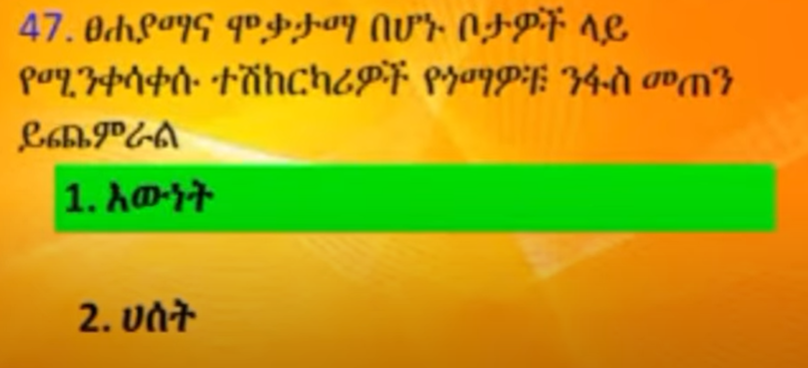 47. ፀሐያማና ሞቃታማ በሆኑ ቦታዎች ላይ
የሚንቀሳቀሱ ተሽከርካሪዎች የጎማዎቹ ንፋስ መጠን
ይጨምራል
1. እውነት
2. ሀሰት